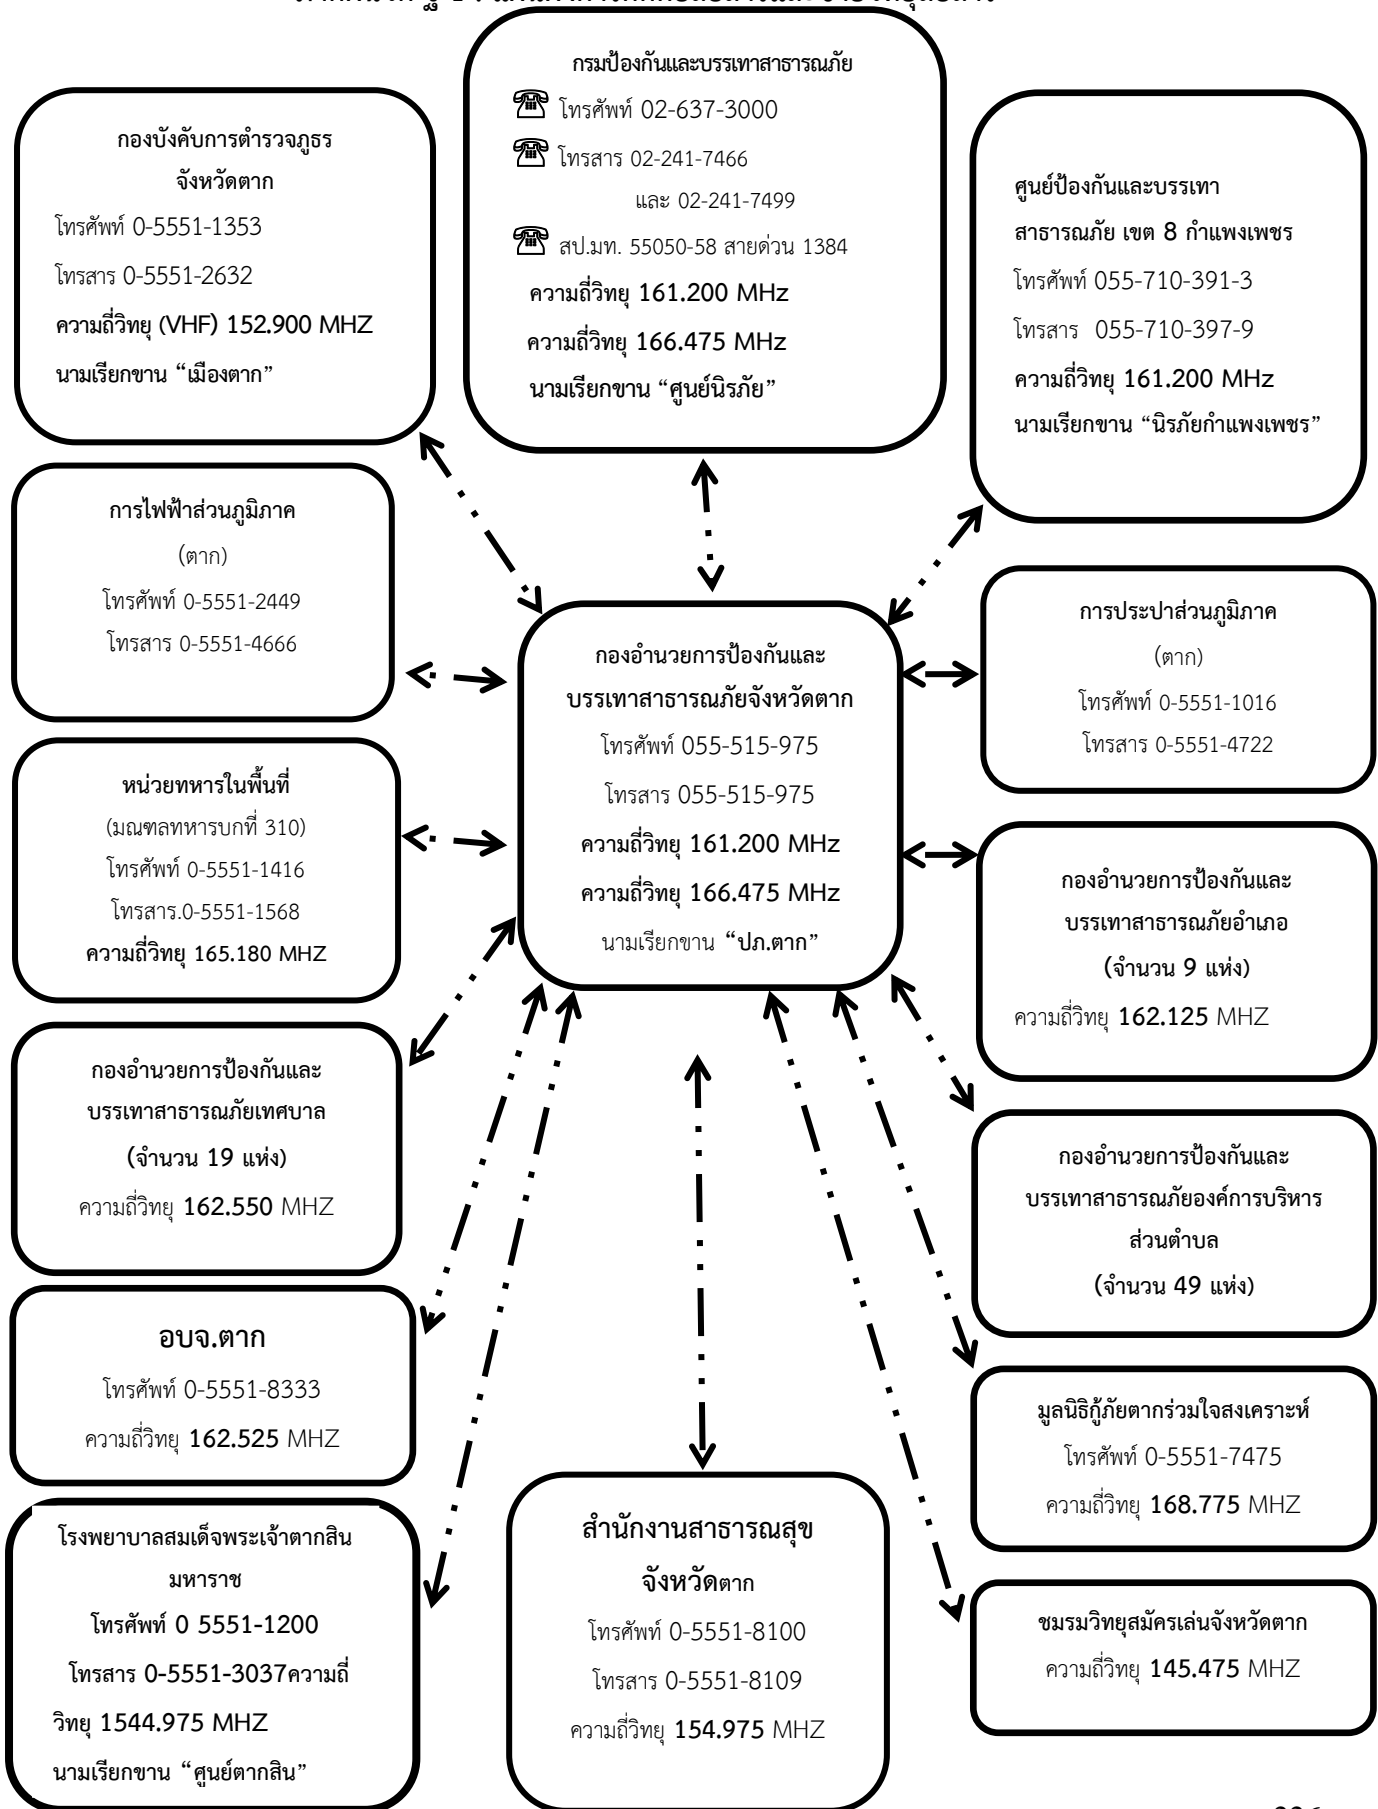 กรมป้องกันและบรรเทาสาธารณภัย
โทรศัพท์ 02-637-3000
โทรสาร 02-241-7466
และ 02-241-7499
สป.มท. 55050-58 สายด่วน 1384
ความถี่วิทยุ 161.200 MHz
ความถี่วิทยุ 166.475 MHz
นามเรียกขาน “ศูนย์นิรภัย”
กองบังคับการตำรวจภูธร
จังหวัดตาก
โทรศัพท์ 0-5551-1353
โทรสาร 0-5551-2632
ความถี่วิทยุ (VHF) 152.900 MHZ
นามเรียกขาน “เมืองตาก”
ศูนย์ป้องกันและบรรเทา
สาธารณภัย เขต 8 กำแพงเพชร
โทรศัพท์ 055-710-391-3
โทรสาร 055-710-397-9
ความถี่วิทยุ 161.200 MHz
นามเรียกขาน “นิรภัยกำแพงเพชร”
การไฟฟ้าส่วนภูมิภาค
(ตาก)
โทรศัพท์ 0-5551-2449
โทรสาร 0-5551-4666
กองอำนวยการป้องกันและ
บรรเทาสาธารณภัยจังหวัดตาก
โทรศัพท์ 055-515-975
โทรสาร 055-515-975
ความถี่วิทยุ 161.200 MHz
ความถี่วิทยุ 166.475 MHz
นามเรียกขาน “ปภ.ตาก”
การประปาส่วนภูมิภาค
(ตาก)
โทรศัพท์ 0-5551-1016
โทรสาร 0-5551-4722
หน่วยทหารในพื้นที่
(มณฑลทหารบกที่ 310)
โทรศัพท์ 0-5551-1416
โทรสาร.0-5551-1568
ความถี่วิทยุ 165.180 MHZ
กองอำนวยการป้องกันและ
บรรเทาสาธารณภัยอำเภอ
(จำนวน 9 แห่ง)
ความถี่วิทยุ 162.125 MHZ
กองอำนวยการป้องกันและ
บรรเทาสาธารณภัยเทศบาล
(จำนวน 19 แห่ง)
ความถี่วิทยุ 162.550 MHZ
กองอำนวยการป้องกันและ
บรรเทาสาธารณภัยองค์การบริหาร
ส่วนตำบล
(จำนวน 49 แห่ง)
อบจ.ตาก
โทรศัพท์ 0-5551-8333
ความถี่วิทยุ 162.525 MHZ
มูลนิธิกู้ภัยตากร่วมใจสงเคราะห์
โทรศัพท์ 0-5551-7475
ความถี่วิทยุ 168.775 MHZ
โรงพยาบาลสมเด็จพระเจ้าตากสิน
มหาราช
โทรศัพท์ 0 5551-1200
โทรสาร 0-5551-3037ความถี่
วิทยุ 1544.975 MHZ
นามเรียกขาน “ศูนย์ตากสิน”
สำนักงานสาธารณสุข
จังหวัดตาก
โทรศัพท์ 0-5551-8100
โทรสาร 0-5551-8109
ความถี่วิทยุ 154.975 MHZ
ชมรมวิทยุสมัครเล่นจังหวัดตาก
ความถี่วิทยุ 145.475 MHZ